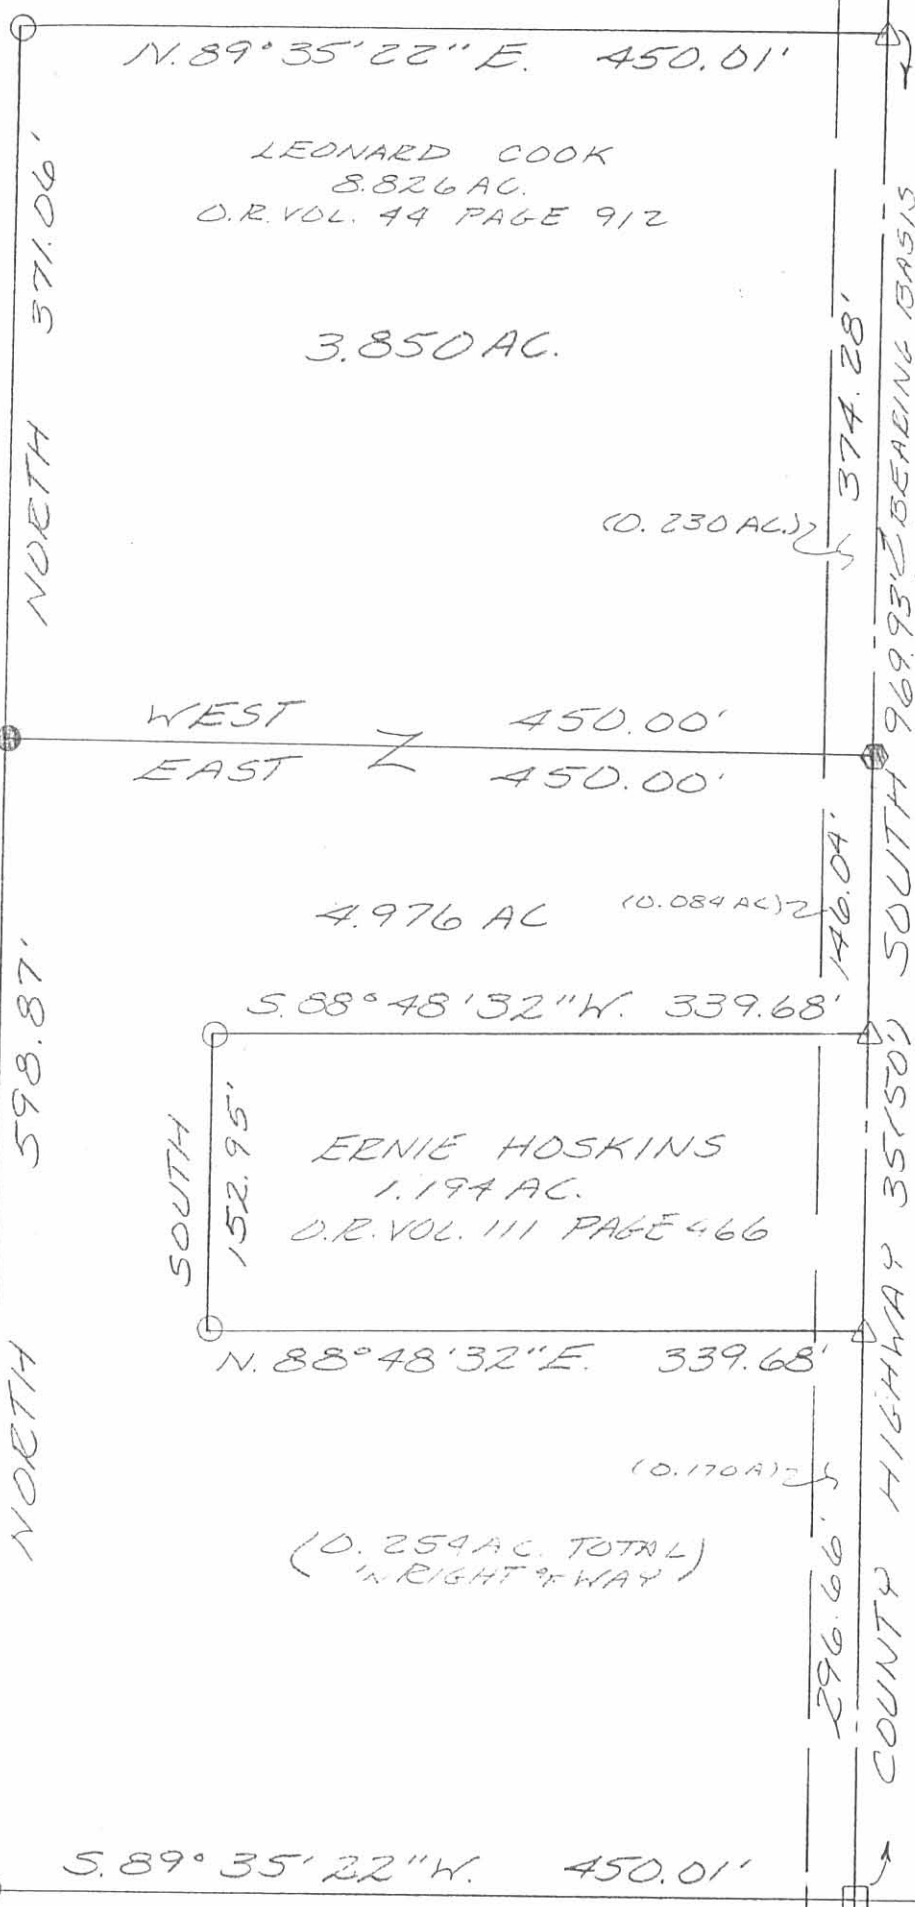 N. 89° 35' 22" E. 450.01'
LEONARD COOK
8.826 AC.
O.R. VOL. 44 PAGE 912
3.850 AC.
NORTH 371.06'
374.28'
(0.230 AC.)
969.93' BEARING BASIS
WEST 450.00'
EAST 450.00'
4.976 AC
(0.084 AC)
146.04'
SOUTH
S. 88° 48' 32" W. 339.68'
NORTH 598.87'
SOUTH 152.95'
ERNIE HOSKINS
1.194 AC.
O.R. VOL. 111 PAGE 466
N. 88° 48' 32" E. 339.68'
(0.170 A)
(0.254 AC. TOTAL)
IN RIGHT OF WAY
296.66'
COUNTY HIGHWAY 35 (50')
S. 89° 35' 22" W. 450.01'